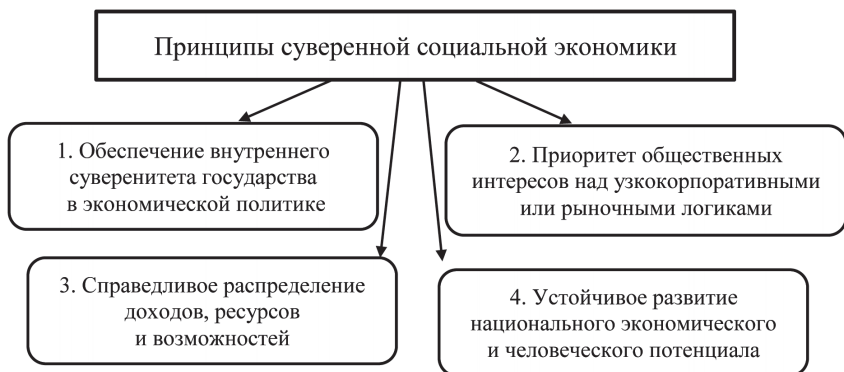 Принципы суверенной социальной экономики
1. Обеспечение внутреннего
суверенитета государства
в экономической политике
2. Приоритет общественных
интересов над узкокорпоративными
или рыночными логиками
3. Справедливое распределение
доходов, ресурсов
и возможностей
4. Устойчивое развитие
национального экономического
и человеческого потенциала